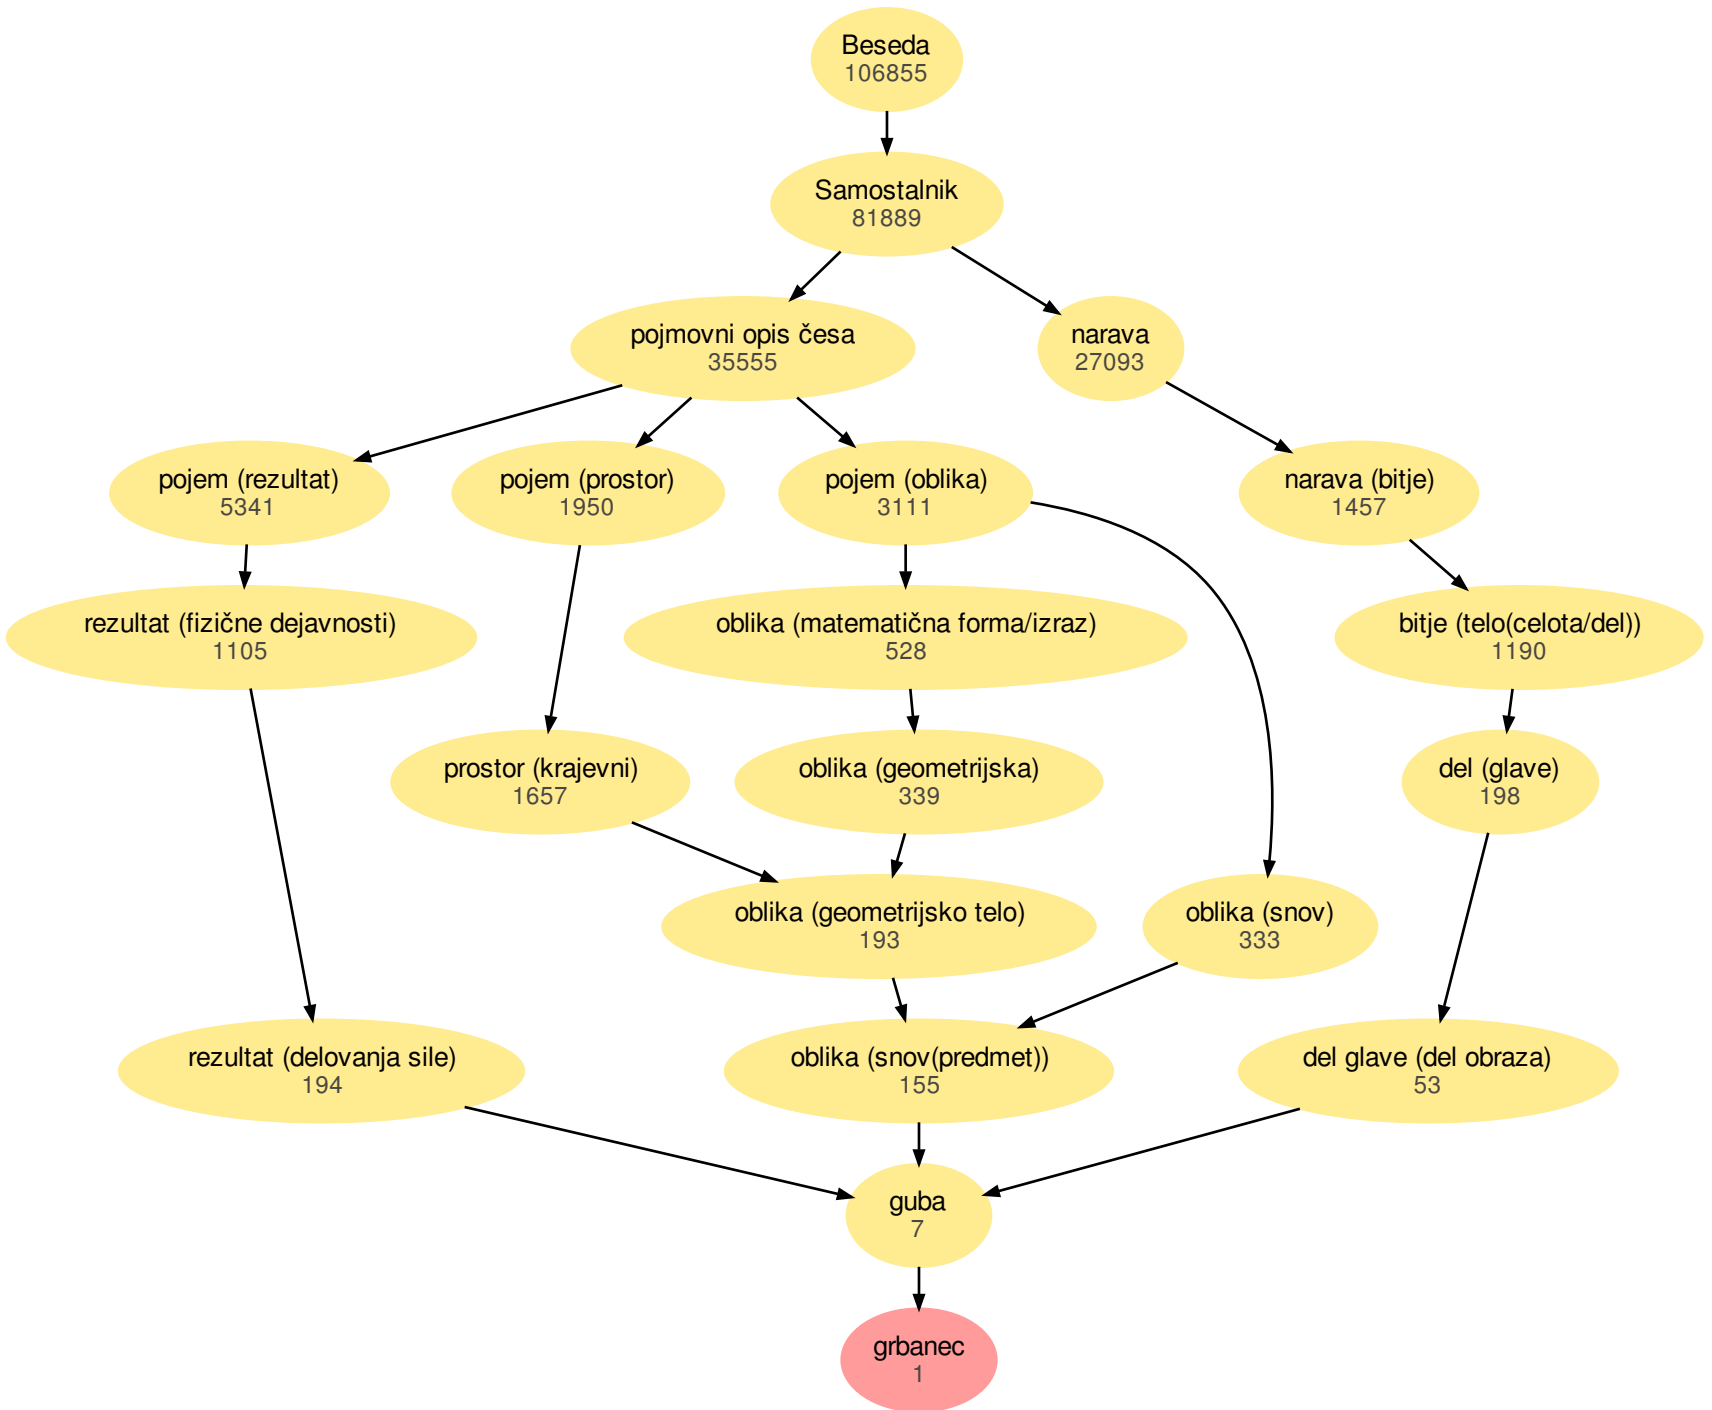 Beseda
106855
Samostalnik
81889
pojmovni opis česa
35555
narava
27093
pojem (rezultat)
5341
pojem (prostor)
1950
pojem (oblika)
3111
narava (bitje)
1457
rezultat (fizične dejavnosti)
1105
oblika (matematična forma/izraz)
528
bitje (telo(celota/del))
1190
prostor (krajevni)
1657
oblika (geometrijska)
339
del (glave)
198
oblika (geometrijsko telo)
193
oblika (snov)
333
rezultat (delovanja sile)
194
oblika (snov(predmet))
155
del glave (del obraza)
53
guba
7
grbanec
1